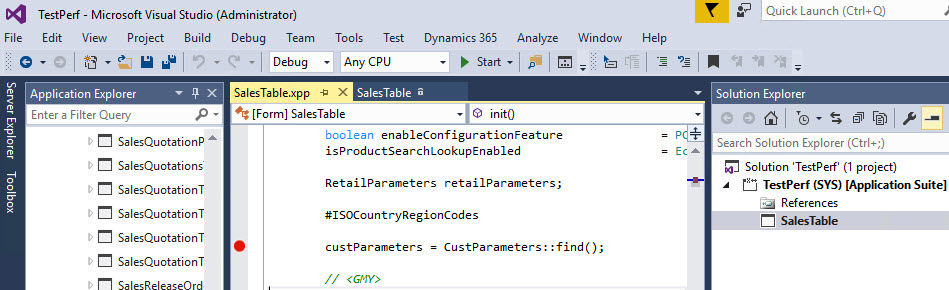 TestPerf - Microsoft Visual Studio (Administrator)
Quick Launch (Ctrl+Q)
File Edit View Project Build Debug Team Tools Test Dynamics 365 Analyze Window Help
Debug Any CPU Start
Server Explorer
Toolbox
Application Explorer
Enter a Filter Query
SalesQuotationP
SalesQuotations
SalesQuotationT
SalesQuotationT
SalesQuotationT
SalesReleaseOrd
SalesTable.xpp SalesTable
[Form] SalesTable init()
boolean enableConfigurationFeature = PC
isProductSearchLookupEnabled = Ec
RetailParameters retailParameters;
#ISOCountryRegionCodes
custParameters = CustParameters::find();
// <GMY>
Solution Explorer
Search Solution Explorer (Ctrl+;)
Solution 'TestPerf' (1 project)
TestPerf (SYS) [Application Suite]
References
SalesTable